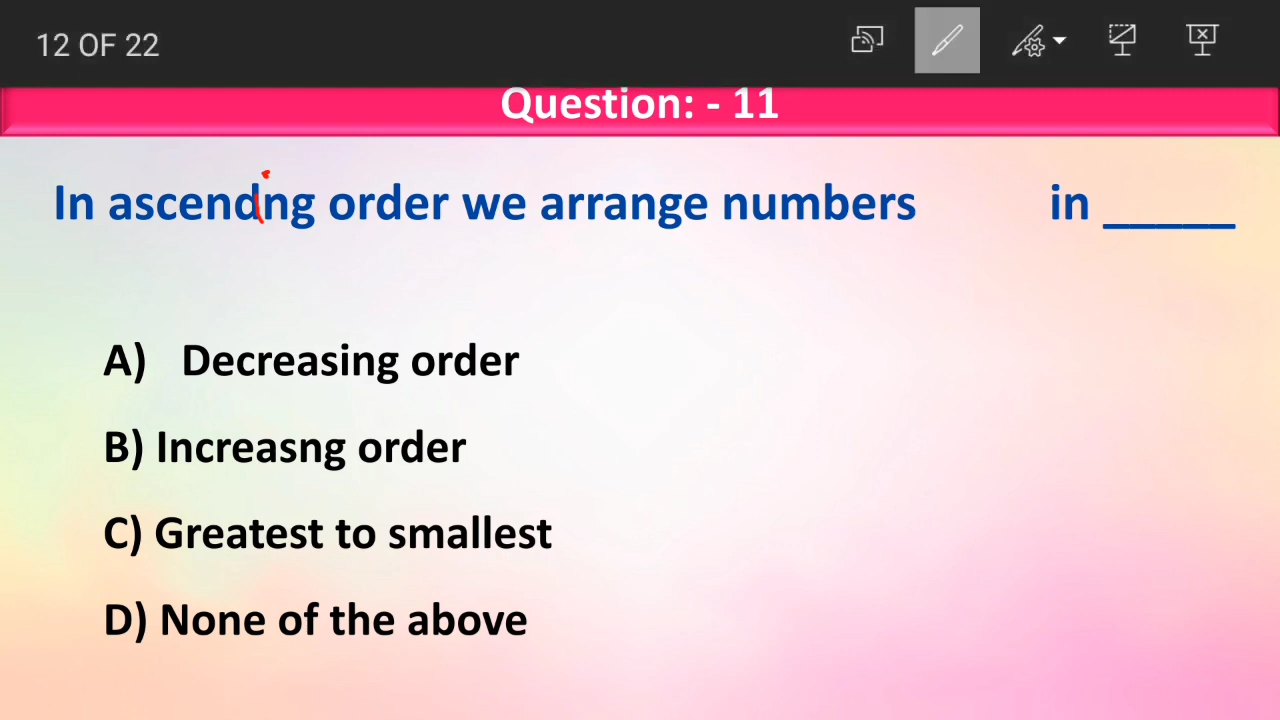 12 OF 22
Question: - 11
In ascending order we arrange numbers in _____
A) Decreasing order
B) Increasng order
C) Greatest to smallest
D) None of the above